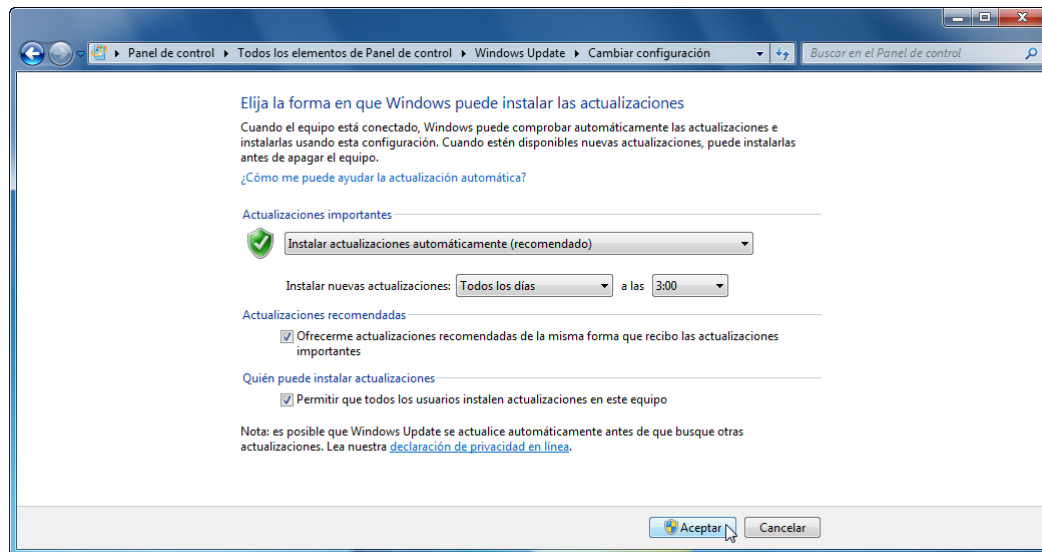 Panel de control ▸ Todos los elementos de Panel de control ▸ Windows Update ▸ Cambiar configuración
Buscar en el Panel de control
Elija la forma en que Windows puede instalar las actualizaciones
Cuando el equipo está conectado, Windows puede comprobar automáticamente las actualizaciones e
instalarlas usando esta configuración. Cuando estén disponibles nuevas actualizaciones, puede instalarlas
antes de apagar el equipo.
¿Cómo me puede ayudar la actualización automática?
Actualizaciones importantes
Instalar actualizaciones automáticamente (recomendado)
Instalar nuevas actualizaciones: Todos los días a las 3:00
Actualizaciones recomendadas
Ofrecerme actualizaciones recomendadas de la misma forma que recibo las actualizaciones
importantes
Quién puede instalar actualizaciones
Permitir que todos los usuarios instalen actualizaciones en este equipo
Nota: es posible que Windows Update se actualice automáticamente antes de que busque otras
actualizaciones. Lea nuestra declaración de privacidad en línea.
Aceptar Cancelar